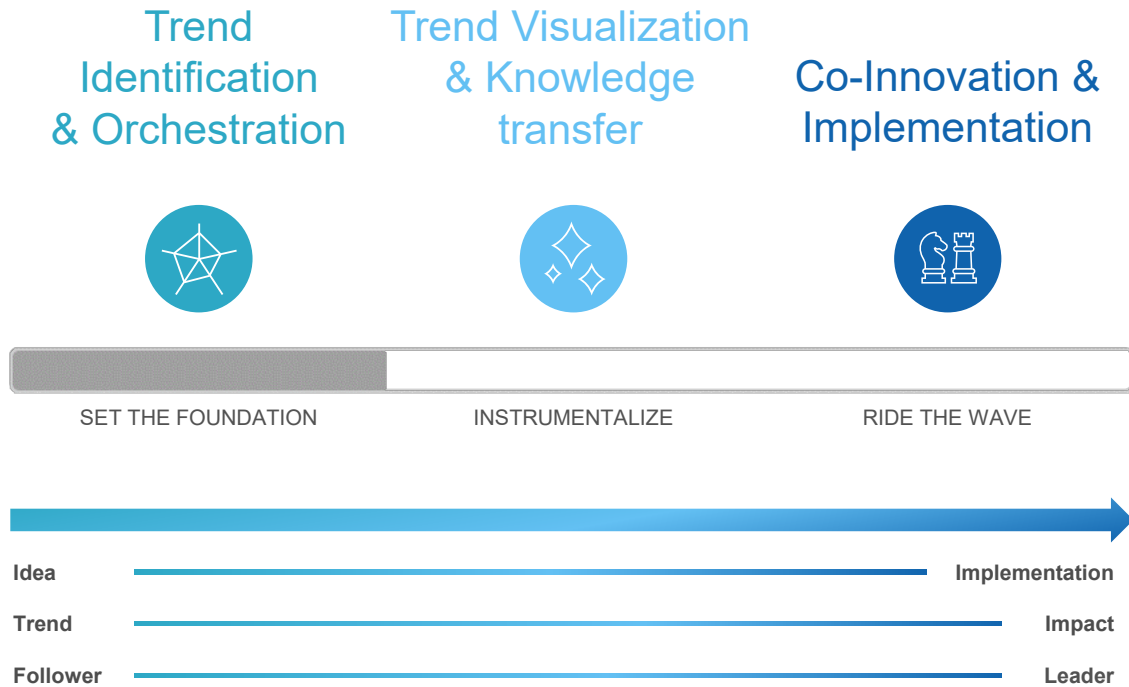 Trend
Identification
& Orchestration
Trend Visualization
& Knowledge
transfer
Co-Innovation &
Implementation
SET THE FOUNDATION
INSTRUMENTALIZE
RIDE THE WAVE
Idea
Implementation
Trend
Impact
Follower
Leader